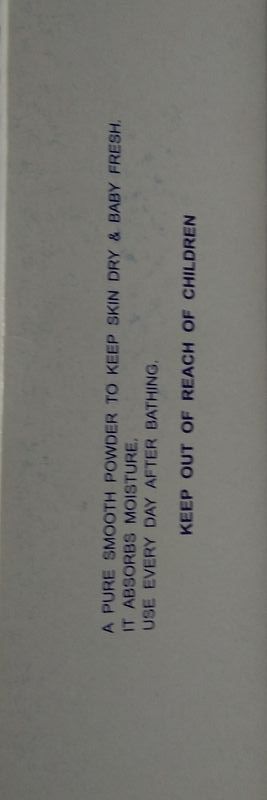 A PURE SMOOTH POWDER TO KEEP SKIN DRY & BABY FRESH.
IT ABSORBS MOISTURE.
USE EVERY DAY AFTER BATHING.
KEEP OUT OF REACH OF CHILDREN